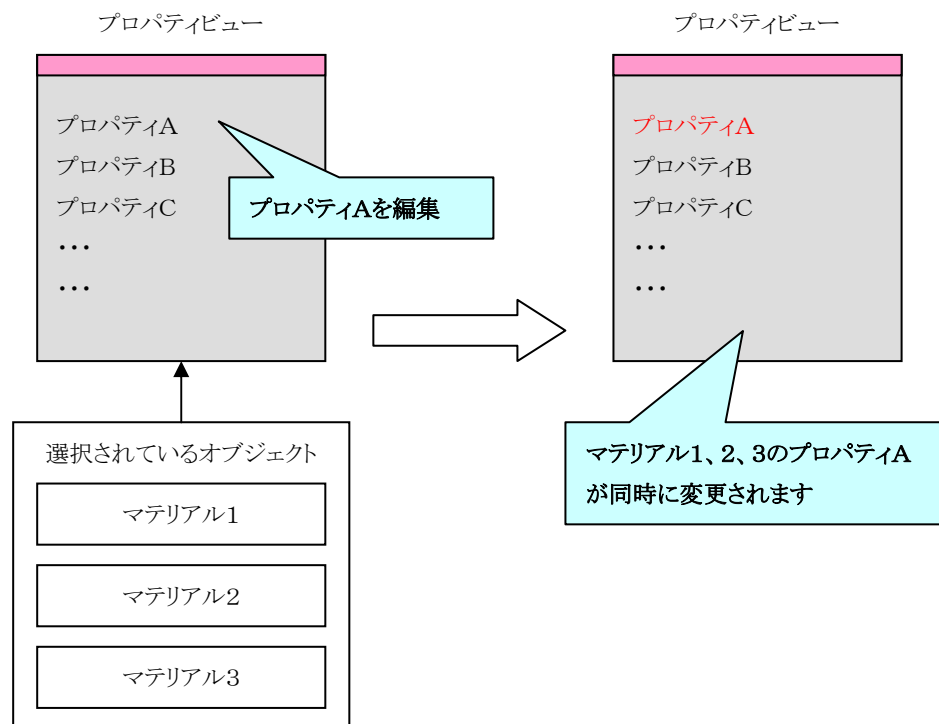 プロパティビュー
プロパティA
プロパティB
プロパティC
・・・
・・・
プロパティAを編集
選択されているオブジェクト
マテリアル1
マテリアル2
マテリアル3
プロパティビュー
プロパティA
プロパティB
プロパティC
・・・
・・・
マテリアル1、2、3のプロパティA
が同時に変更されます